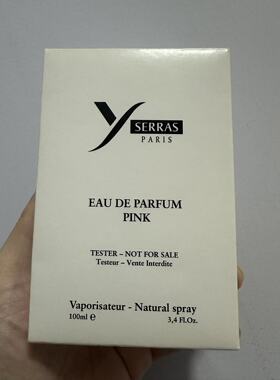 Y SERRAS
PARIS
EAU DE PARFUM
PINK
TESTER – NOT FOR SALE
Testeur – Vente Interdite
Vaporisateur - Natural spray
100ml e 3,4 Fl.Oz.